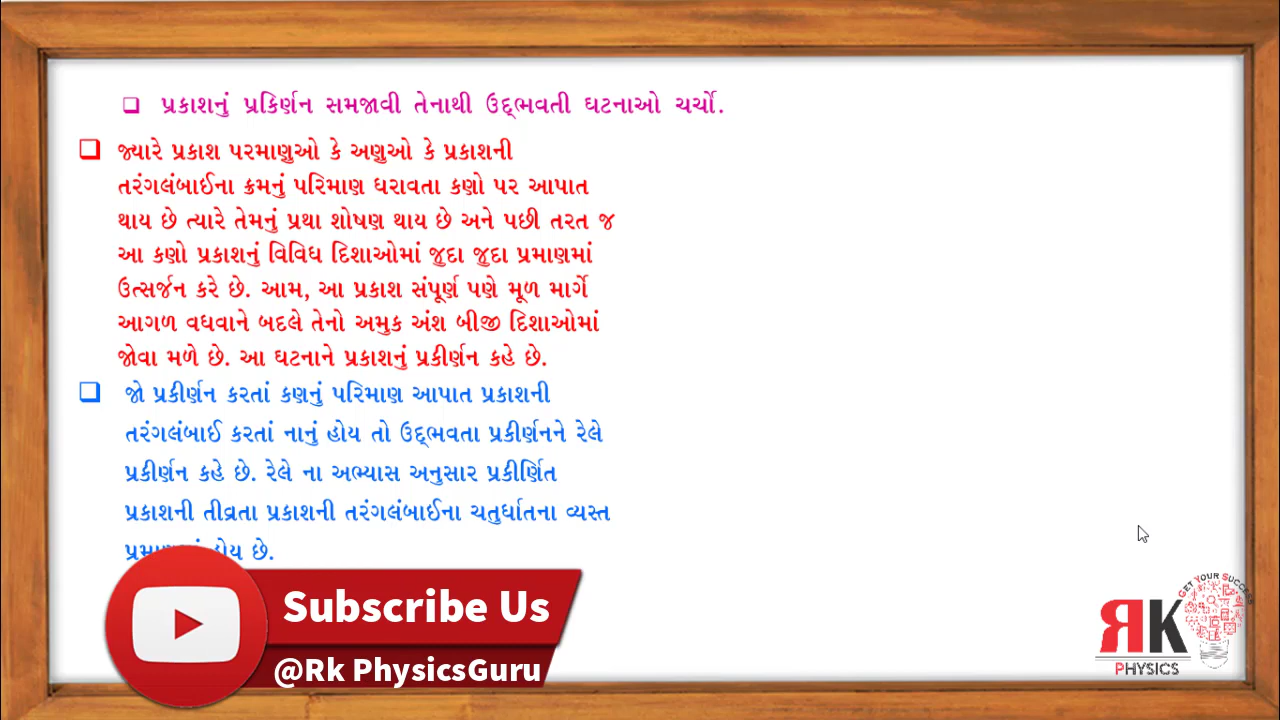 પ્રકાશનું પ્રકિર્ણન સમજાવી તેનાથી ઉદ્ભવતી ઘટનાઓ ચર્ચો.
જ્યારે પ્રકાશ પરમાણુઓ કે અણુઓ કે પ્રકાશની
તરંગલંબાઈના ક્રમનું પરિમાણ ધરાવતા કણો પર આપાત
થાય છે ત્યારે તેમનું પ્રથા શોષણ થાય છે અને પછી તરત જ
આ કણો પ્રકાશનું વિવિધ દિશાઓમાં જુદા જુદા પ્રમાણમાં
ઉત્સર્જન કરે છે. આમ, આ પ્રકાશ સંપૂર્ણ પણે મૂળ માર્ગે
આગળ વધવાને બદલે તેનો અમુક અંશ બીજી દિશાઓમાં
જોવા મળે છે. આ ઘટનાને પ્રકાશનું પ્રકીર્ણન કહે છે.
જો પ્રકીર્ણન કરતાં કણનું પરિમાણ આપાત પ્રકાશની
તરંગલંબાઈ કરતાં નાનું હોય તો ઉદ્ભવતા પ્રકીર્ણનને રેલે
પ્રકીર્ણન કહે છે. રેલે ના અભ્યાસ અનુસાર પ્રકીર્ણિત
પ્રકાશની તીવ્રતા પ્રકાશની તરંગલંબાઈના ચતુર્ધાતના વ્યસ્ત
હોય છે.
Subscribe Us
@Rk PhysicsGuru
GET YOUR SUCCESS
RK
PHYSICS